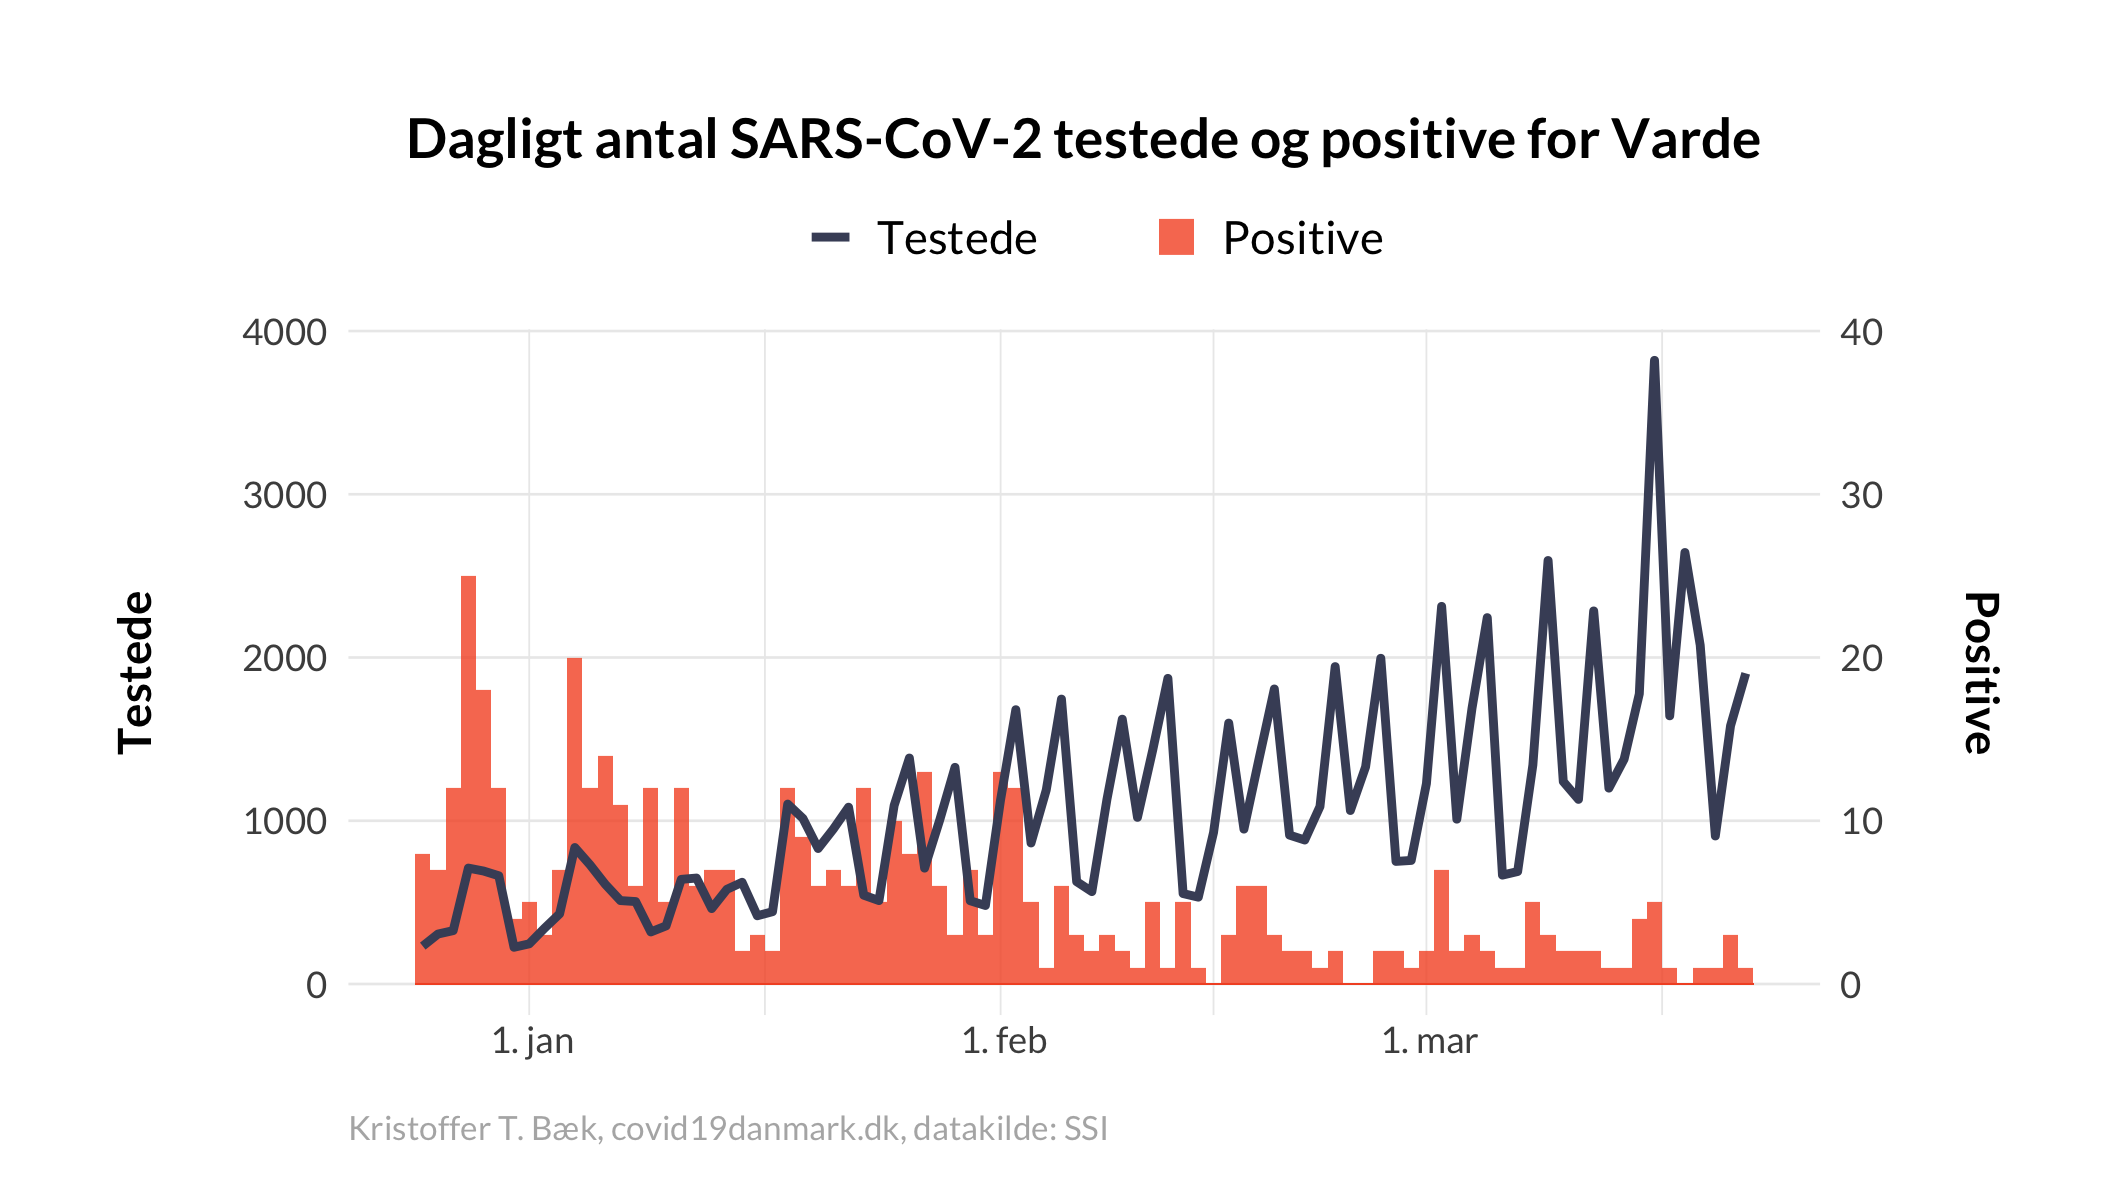 Dagligt antal SARS-CoV-2 testede og positive for Varde
Testede
Positive
4000
3000
2000
1000
0
Testede
40
30
20
10
0
Positive
1. jan
1. feb
1. mar
Kristoffer T. Bæk, covid19danmark.dk, datakilde: SSI